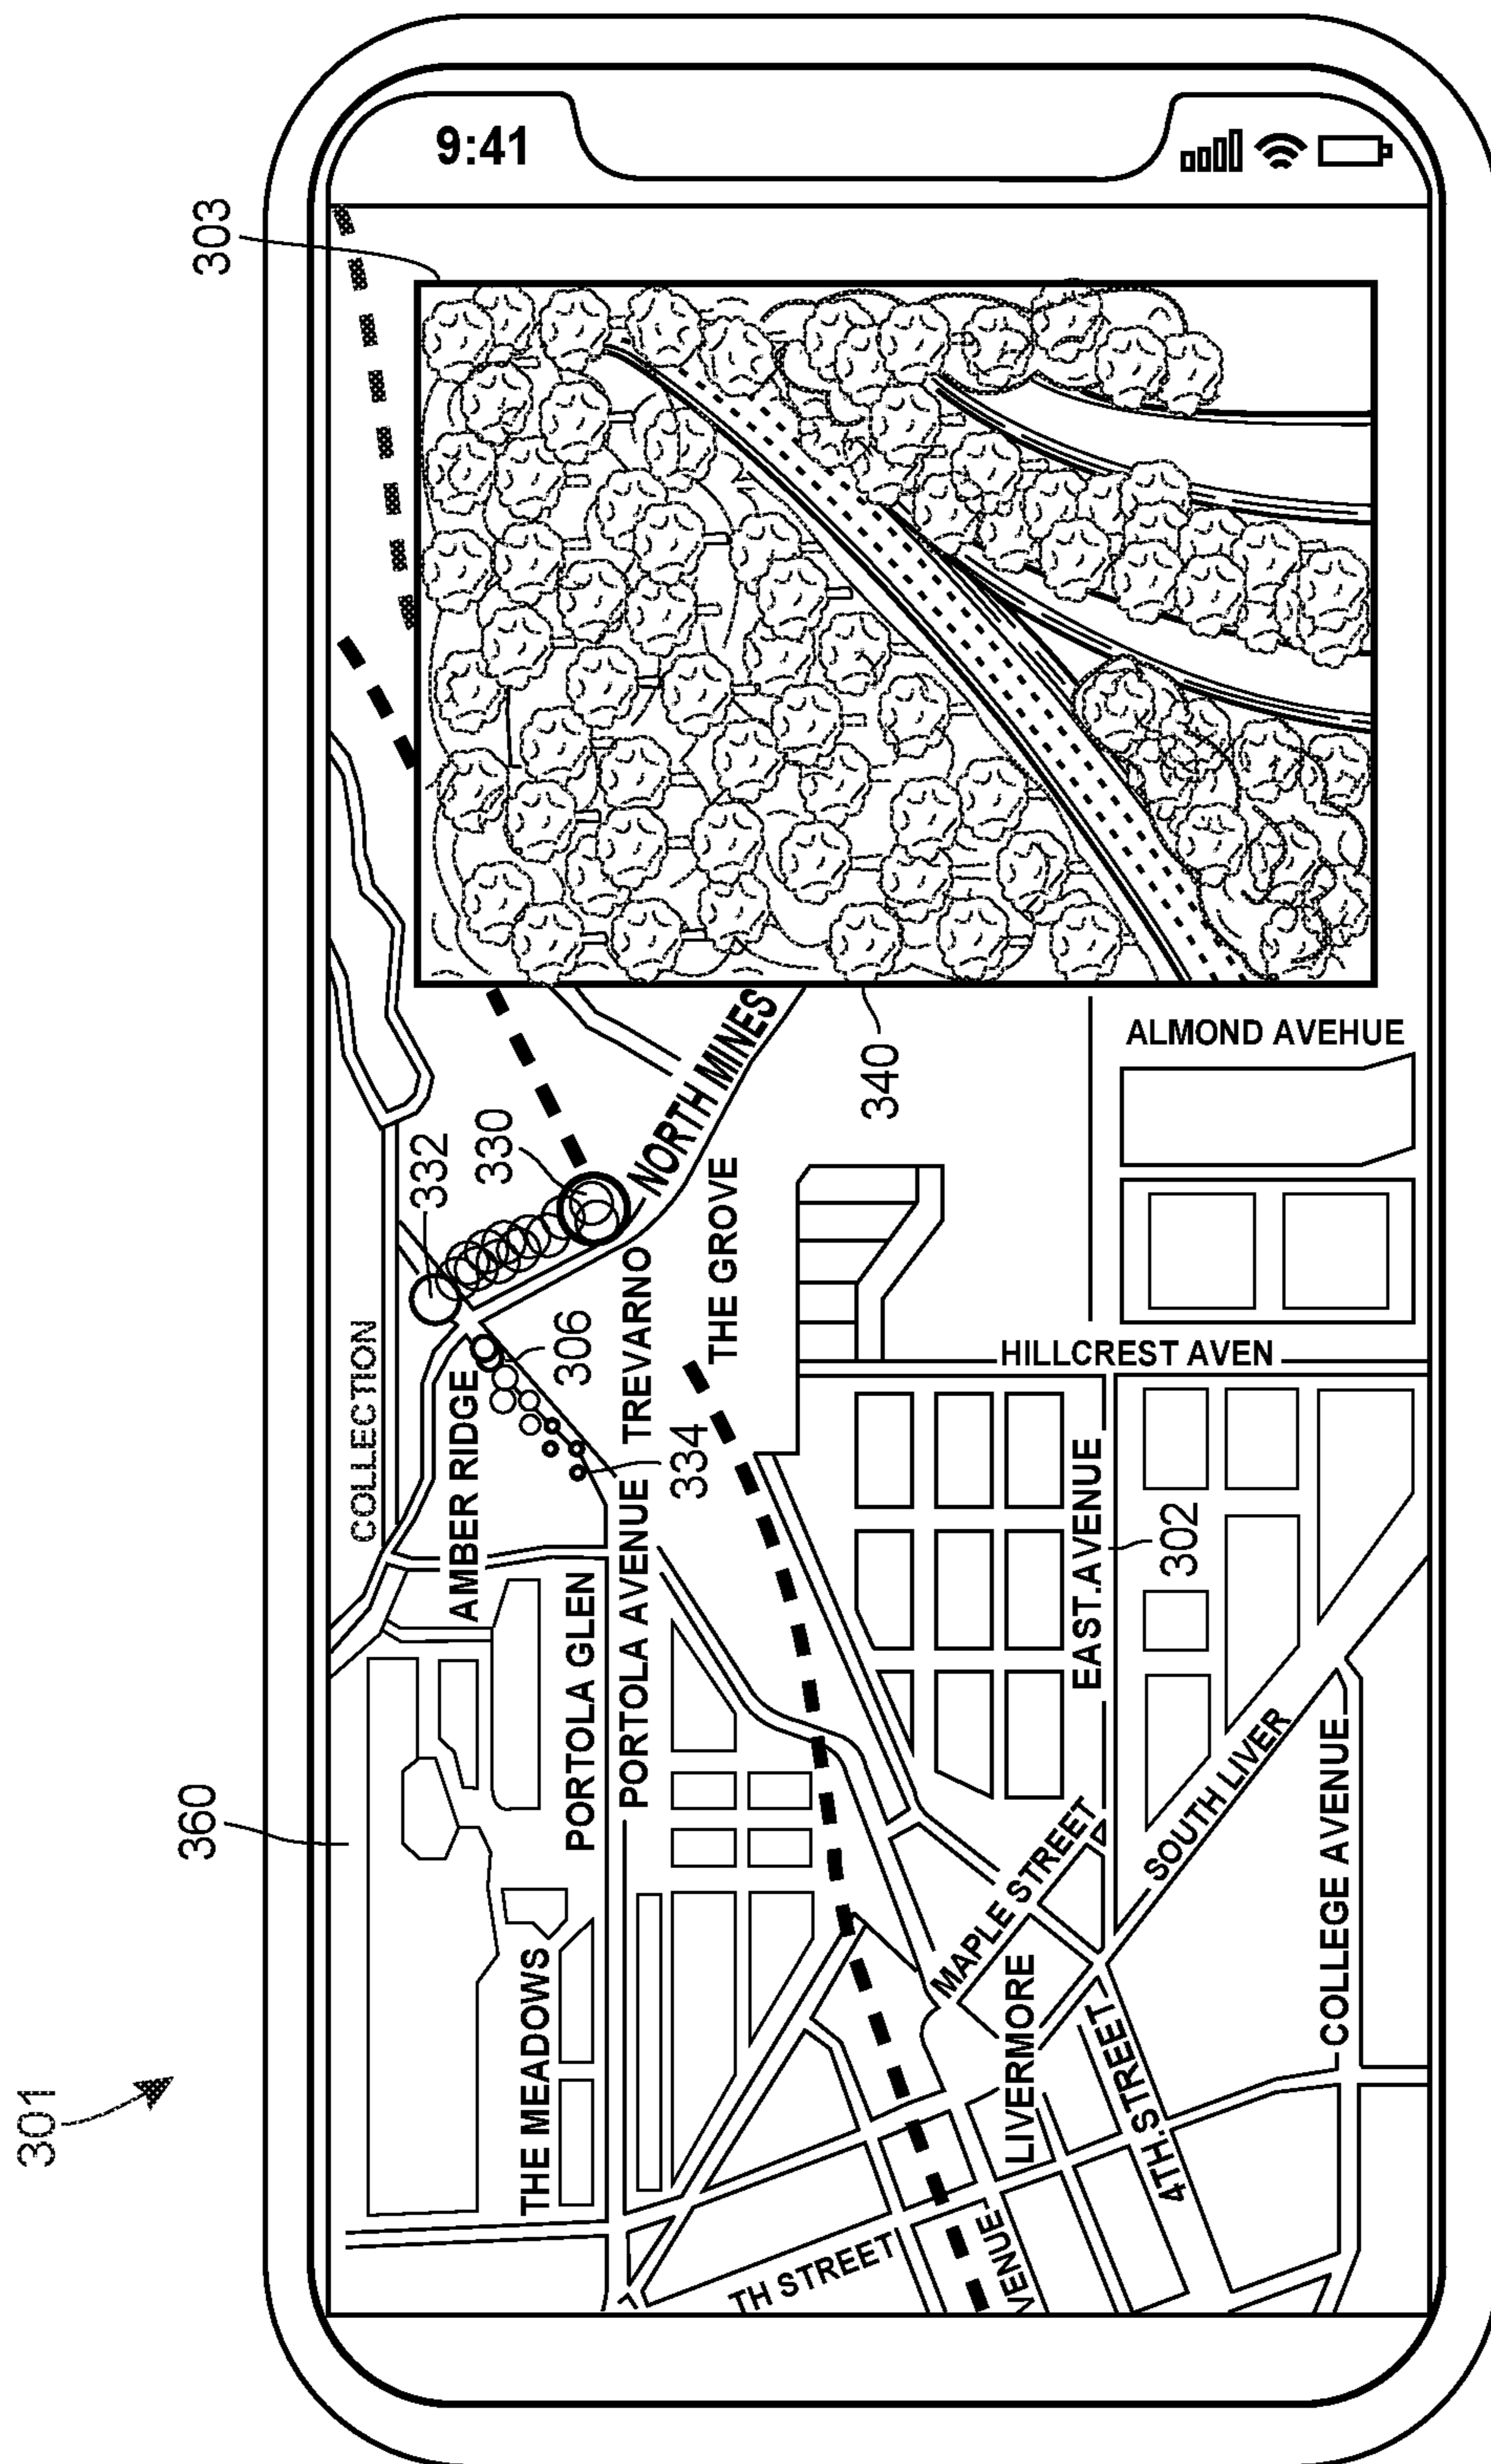 301
360
303
9:41
COLLECTION
332
330
AMBER RIDGE
306
NORTH MINES
THE MEADOWS
PORTOLA GLEN
PORTOLA AVENUE
TREVARNO
334
THE GROVE
340
TH STREET
VENUE
LIVERMORE
MAPLE STREET
EAST.AVENUE
302
HILLCREST AVEN
ALMOND AVEHUE
4TH.STREET
SOUTH LIVER
COLLEGE AVENUE